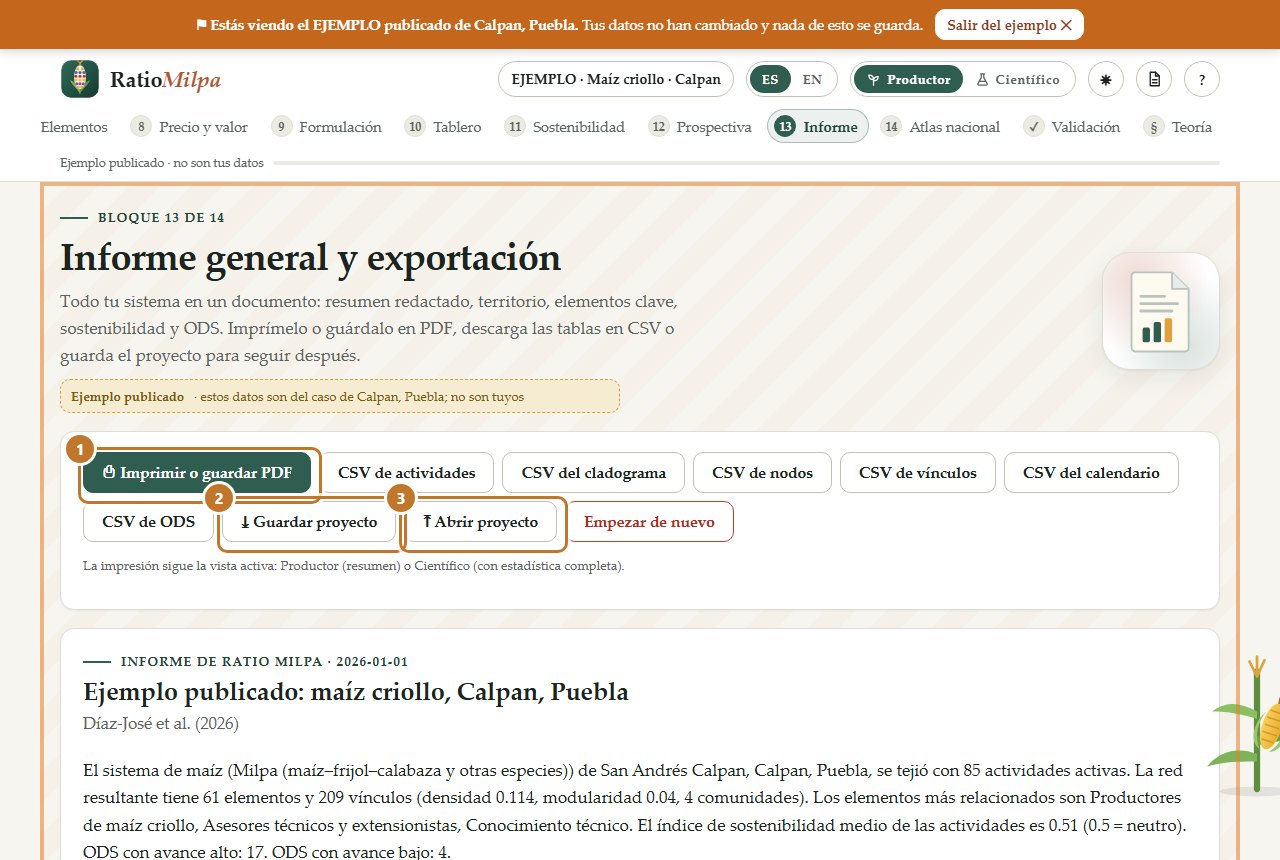 ⚑ Estás viendo el EJEMPLO publicado de Calpan, Puebla. Tus datos no han cambiado y nada de esto se guarda. Salir del ejemplo ✕
RatioMilpa
EJEMPLO · Maíz criollo · Calpan
ES EN
Productor Científico
?
Elementos 8 Precio y valor 9 Formulación 10 Tablero 11 Sostenibilidad 12 Prospectiva 13 Informe 14 Atlas nacional ✓ Validación § Teoría
Ejemplo publicado · no son tus datos
BLOQUE 13 DE 14
Informe general y exportación
Todo tu sistema en un documento: resumen redactado, territorio, elementos clave,
sostenibilidad y ODS. Imprímelo o guárdalo en PDF, descarga las tablas en CSV o
guarda el proyecto para seguir después.
Ejemplo publicado · estos datos son del caso de Calpan, Puebla; no son tuyos
1
⎙ Imprimir o guardar PDF CSV de actividades CSV del cladograma CSV de nodos CSV de vínculos CSV del calendario
2 3
CSV de ODS ⤓ Guardar proyecto ⤒ Abrir proyecto Empezar de nuevo
La impresión sigue la vista activa: Productor (resumen) o Científico (con estadística completa).
INFORME DE RATIO MILPA · 2026-01-01
Ejemplo publicado: maíz criollo, Calpan, Puebla
Díaz-José et al. (2026)
El sistema de maíz (Milpa (maíz–frijol–calabaza y otras especies)) de San Andrés Calpan, Calpan, Puebla, se tejió con 85 actividades activas. La red
resultante tiene 61 elementos y 209 vínculos (densidad 0.114, modularidad 0.04, 4 comunidades). Los elementos más relacionados son Productores
de maíz criollo, Asesores técnicos y extensionistas, Conocimiento técnico. El índice de sostenibilidad medio de las actividades es 0.51 (0.5 = neutro).
ODS con avance alto: 17. ODS con avance bajo: 4.